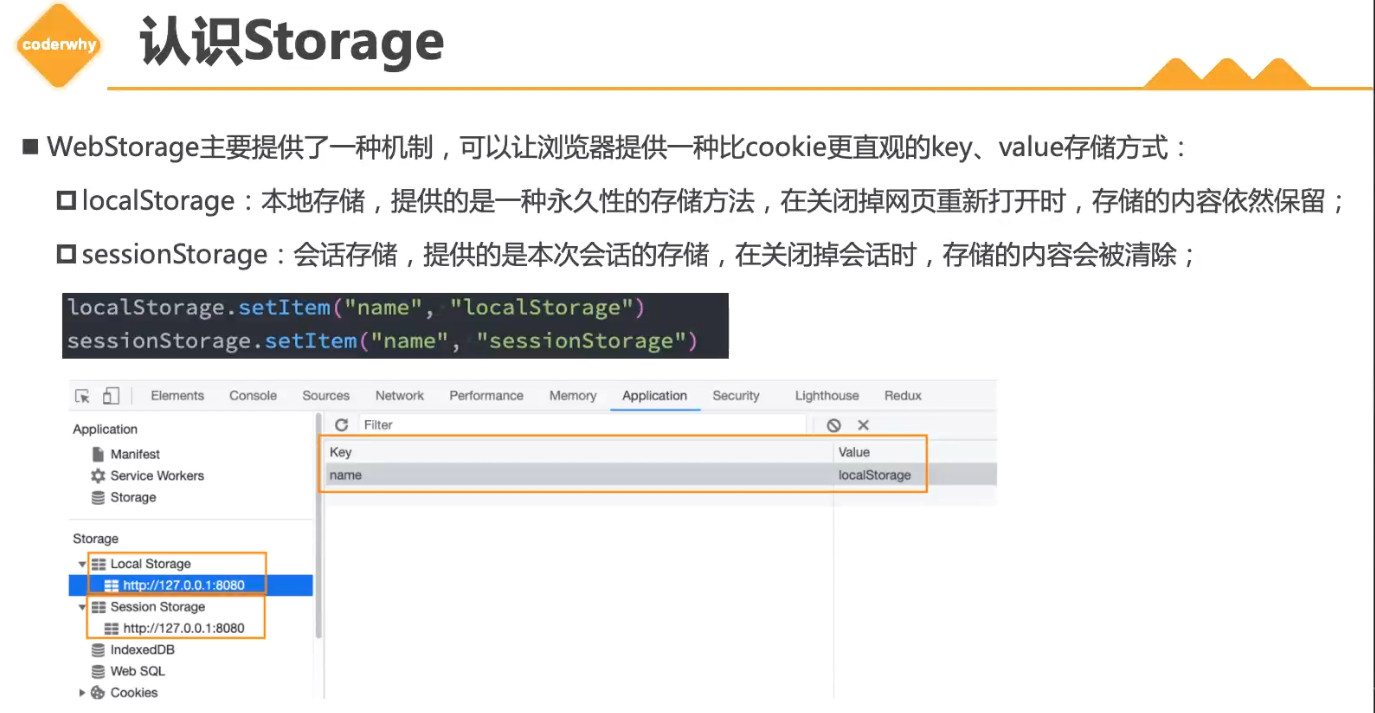 coderwhy
认识Storage
WebStorage主要提供了一种机制，可以让浏览器提供一种比cookie更直观的key、value存储方式：
localStorage：本地存储，提供的是一种永久性的存储方法，在关闭掉网页重新打开时，存储的内容依然保留；
sessionStorage：会话存储，提供的是本次会话的存储，在关闭掉会话时，存储的内容会被清除；
localStorage.setItem("name", "localStorage")
sessionStorage.setItem("name", "sessionStorage")
Elements Console Sources Network Performance Memory Application Security Lighthouse Redux
Application
Manifest
Service Workers
Storage
Storage
Local Storage
http://127.0.0.1:8080
Session Storage
http://127.0.0.1:8080
IndexedDB
Web SQL
Cookies
Filter
Key Value
name localStorage